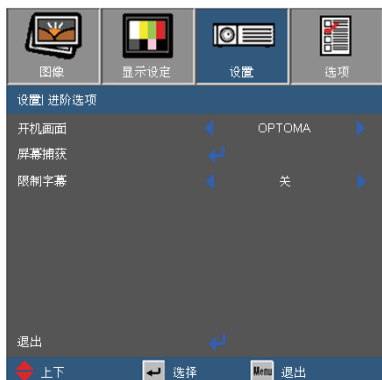 图像 显示设定 设置 选项
设置| 进阶选项
开机画面 OPTOMA
屏幕捕获
限制字幕 关
退出
上下 选择 Menu 退出